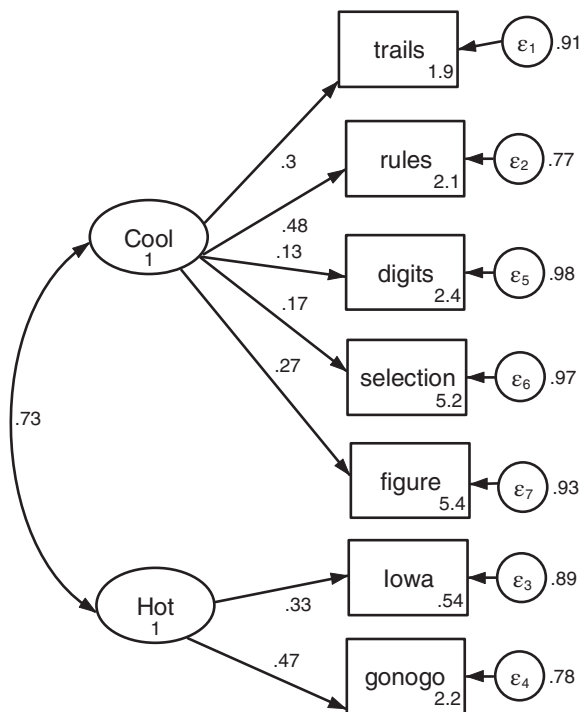 trails
1.9
ε1
.91
.3
rules
2.1
ε2
.77
.48
Cool
1
.13
digits
2.4
ε5
.98
.17
selection
5.2
ε6
.97
.27
.73
figure
5.4
ε7
.93
Iowa
.54
ε3
.89
Hot
1
.33
.47
gonogo
2.2
ε4
.78